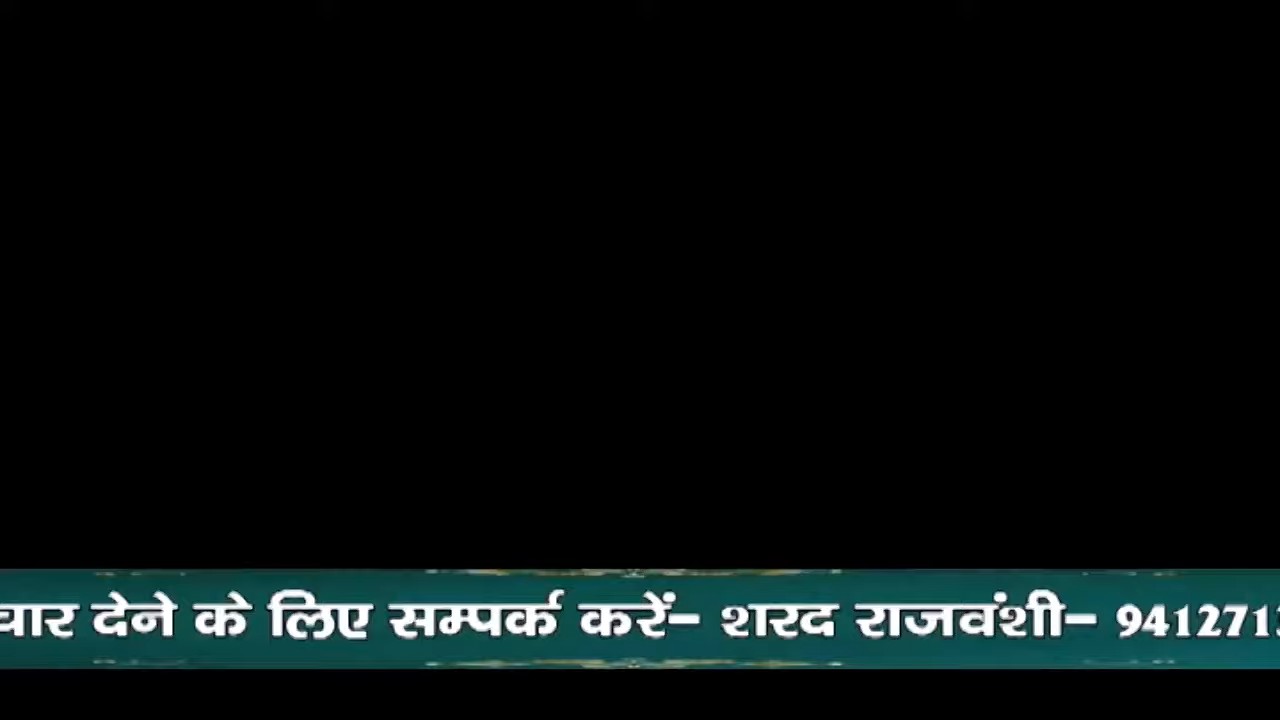 चार देने के लिए सम्पर्क करें- शरद राजवंशी- 941271